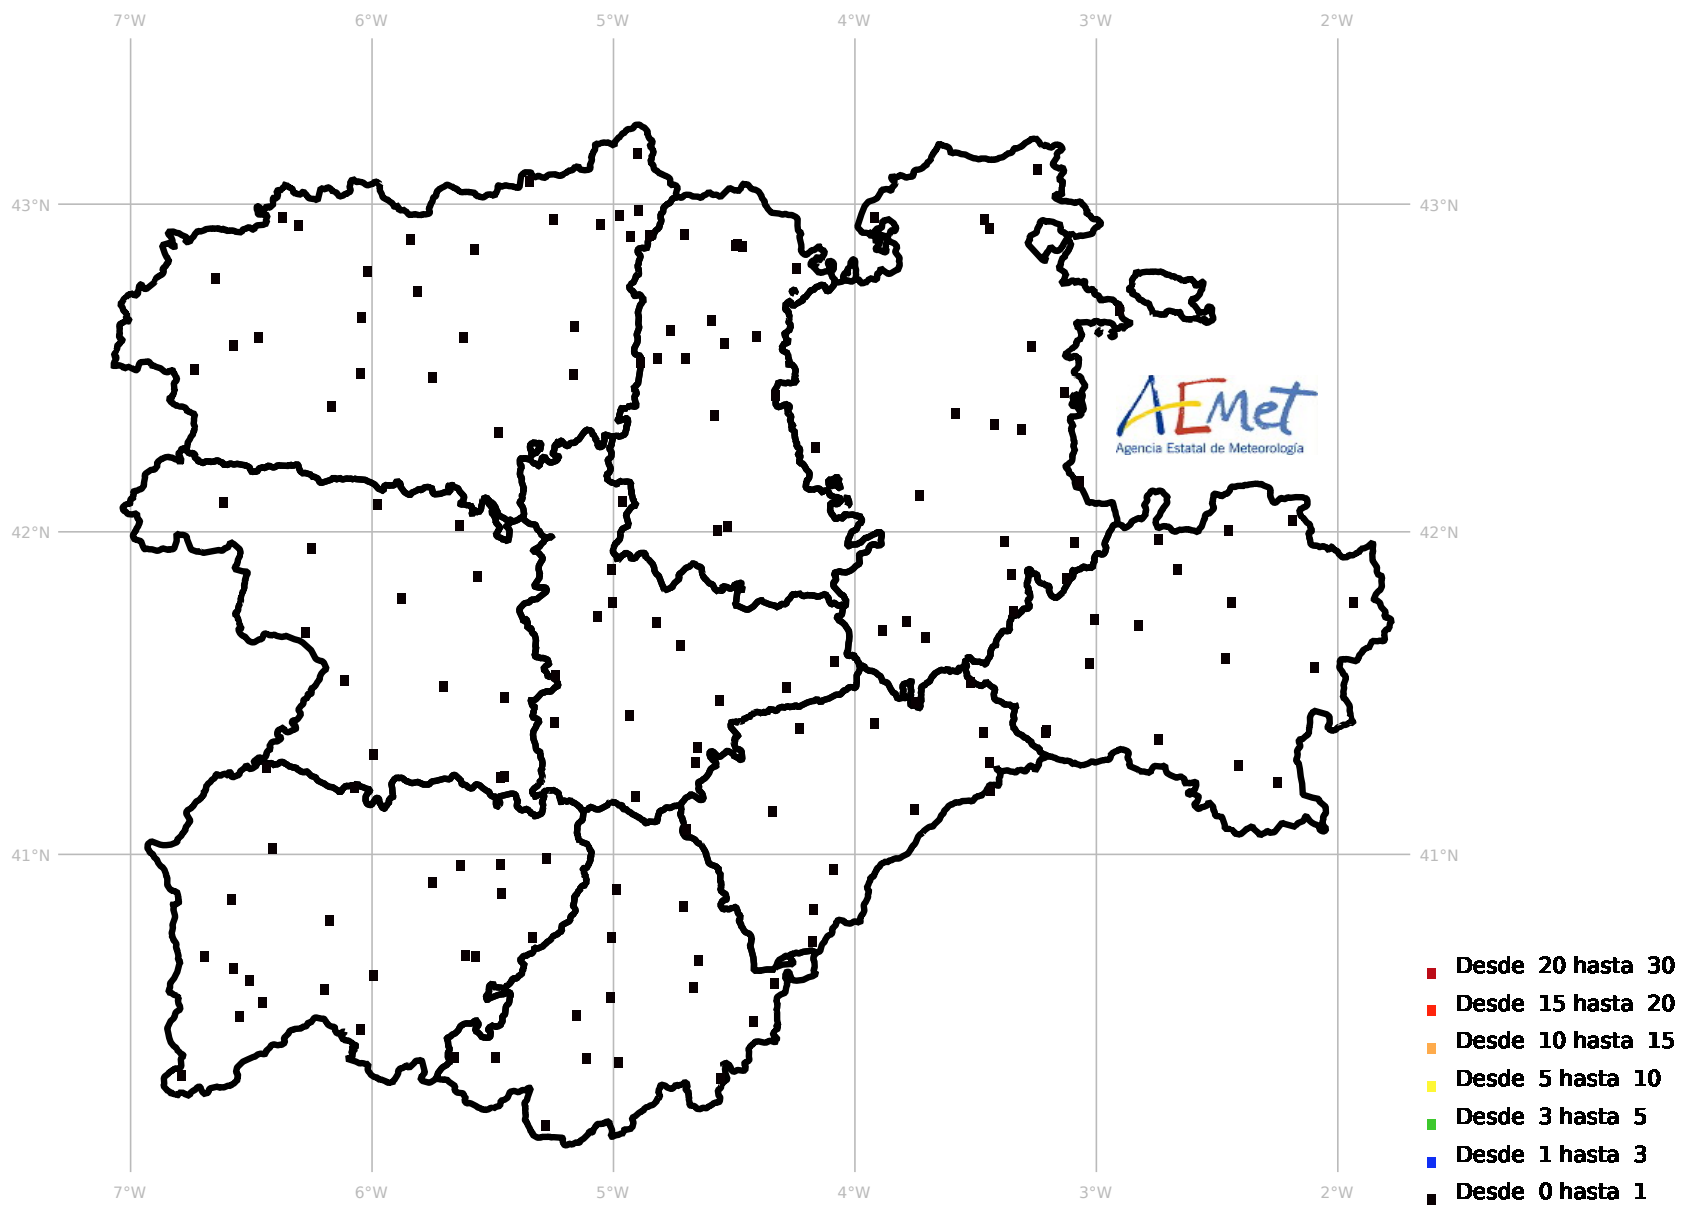 7°W 6°W 5°W 4°W 3°W 2°W
43°N 43°N
AEMet
Agencia Estatal de Meteorología
42°N 42°N
41°N 41°N
Desde 20 hasta 30
Desde 15 hasta 20
Desde 10 hasta 15
Desde 5 hasta 10
Desde 3 hasta 5
Desde 1 hasta 3
Desde 0 hasta 1
7°W 6°W 5°W 4°W 3°W 2°W